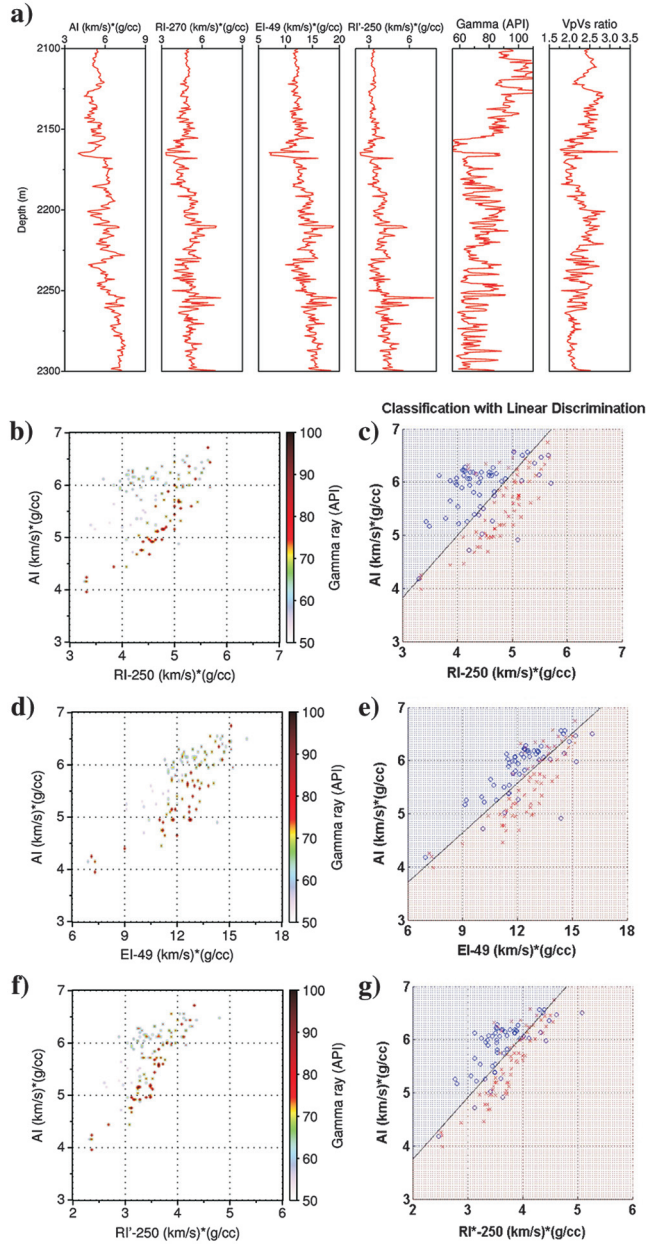 a)
AI (km/s)*(g/cc) RI-270 (km/s)*(g/cc) EI-49 (km/s)*(g/cc) RI'-250 (km/s)*(g/cc) Gamma (API) VpVs ratio
3 6 9 3 6 9 5 10 15 20 3 6 60 80 100 1.5 2.0 2.5 3.0 3.5
2100
2150
2200
2250
2300
Depth (m)
b)
7
6
5
4
3
AI (km/s)*(g/cc)
3 4 5 6 7
RI-250 (km/s)*(g/cc)
100
90
80
70
60
50
Gamma ray (API)
Classification with Linear Discrimination
c)
7
6
5
4
3
AI (km/s)*(g/cc)
3 4 5 6 7
RI-250 (km/s)*(g/cc)
d)
7
6
5
4
3
AI (km/s)*(g/cc)
6 9 12 15 18
EI-49 (km/s)*(g/cc)
100
90
80
70
60
50
Gamma ray (API)
e)
7
6
5
4
3
AI (km/s)*(g/cc)
6 9 12 15 18
EI-49 (km/s)*(g/cc)
f)
7
6
5
4
3
AI (km/s)*(g/cc)
2 3 4 5 6
RI'-250 (km/s)*(g/cc)
100
90
80
70
60
50
Gamma ray (API)
g)
7
6
5
4
3
AI (km/s)*(g/cc)
2 3 4 5 6
RI*-250 (km/s)*(g/cc)